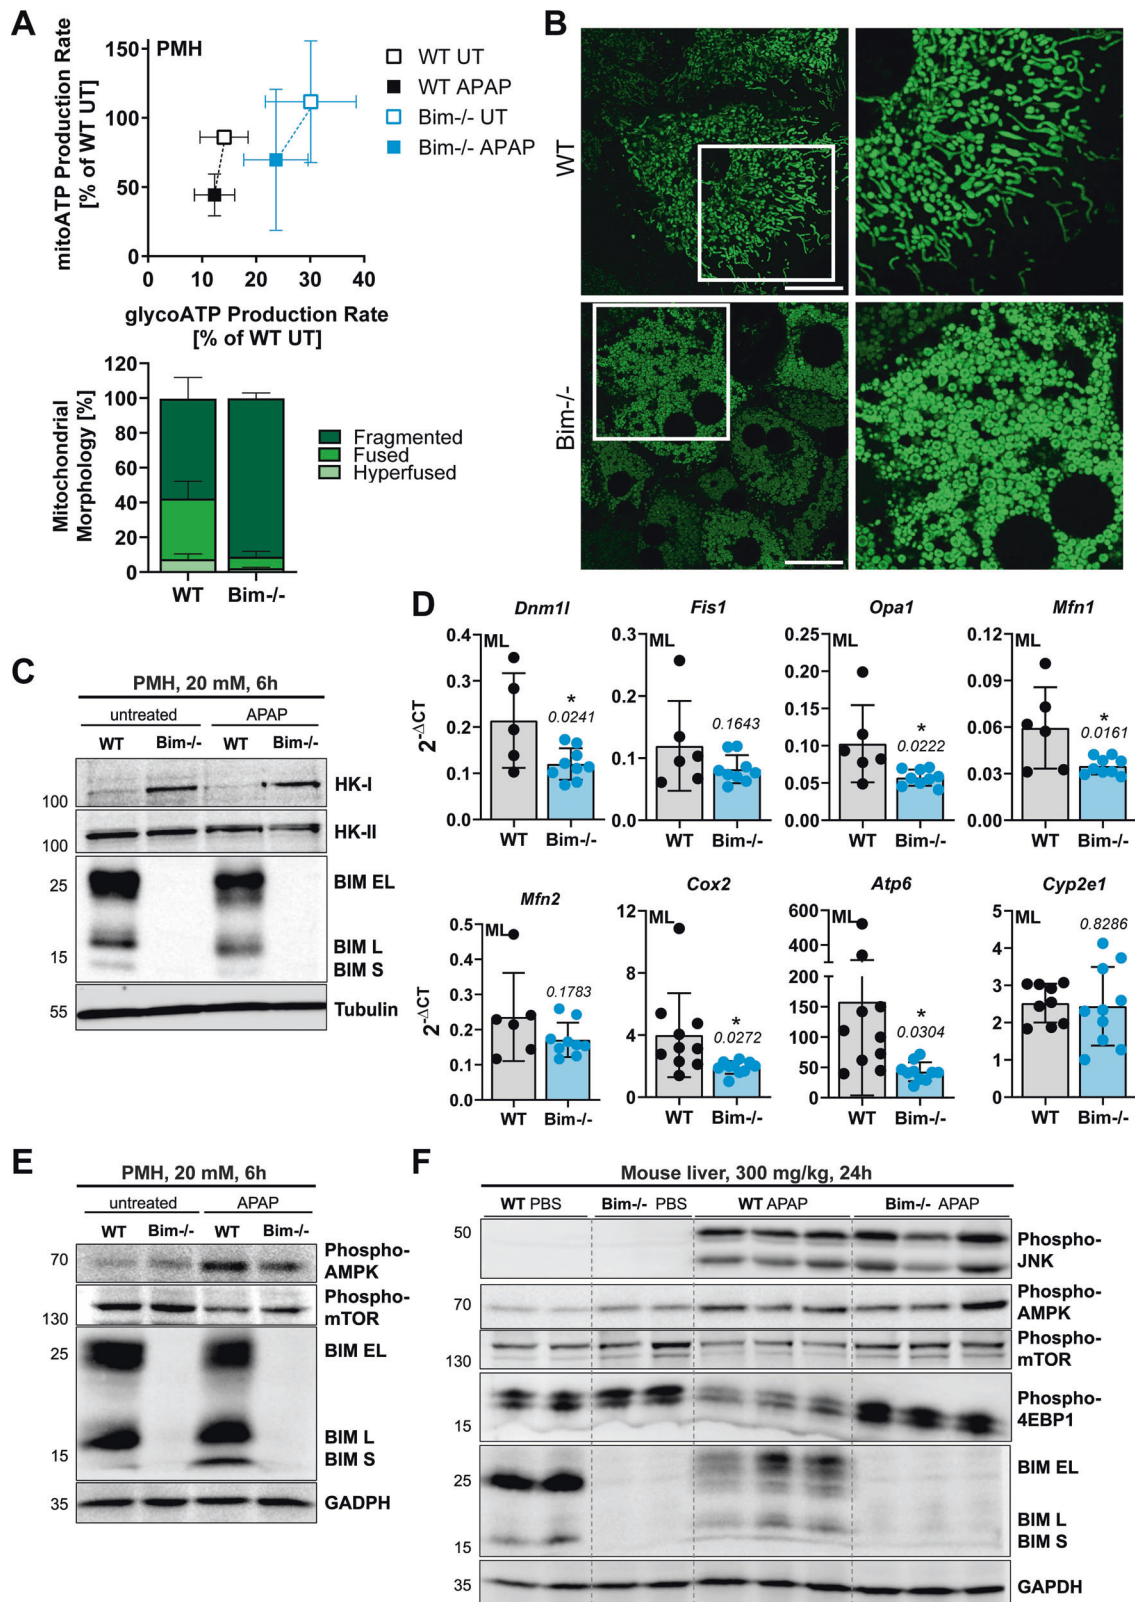 A
PMH
mitoATP Production Rate
[% of WT UT]
150
100
50
0
0 10 20 30 40
glycoATP Production Rate
[% of WT UT]
WT UT
WT APAP
Bim-/- UT
Bim-/- APAP
Mitochondrial
Morphology [%]
120
100
80
60
40
20
0
WT Bim-/-
Fragmented
Fused
Hyperfused
B
WT
Bim-/-
C
PMH, 20 mM, 6h
untreated APAP
WT Bim-/- WT Bim-/-
100 HK-I
100 HK-II
25 BIM EL
BIM L
15 BIM S
55 Tubulin
D
Dnm1l
ML
2^-ΔCT
0.4
0.3
0.2
0.1
0.0
*
0.0241
WT Bim-/-
Fis1
ML
0.3
0.2
0.1
0.0
0.1643
WT Bim-/-
Opa1
ML
0.25
0.20
0.15
0.10
0.05
0.00
*
0.0222
WT Bim-/-
Mfn1
ML
0.12
0.09
0.06
0.03
0.00
*
0.0161
WT Bim-/-
Mfn2
ML
2^-ΔCT
0.5
0.4
0.3
0.2
0.1
0.0
0.1783
WT Bim-/-
Cox2
ML
12
8
4
0
*
0.0272
WT Bim-/-
Atp6
ML
600
400
200
200
150
100
50
0
*
0.0304
WT Bim-/-
Cyp2e1
ML
5
4
3
2
1
0
0.8286
WT Bim-/-
E
PMH, 20 mM, 6h
untreated APAP
WT Bim-/- WT Bim-/-
70 Phospho-
AMPK
Phospho-
130 mTOR
25 BIM EL
BIM L
15 BIM S
35 GADPH
F
Mouse liver, 300 mg/kg, 24h
WT PBS Bim-/- PBS WT APAP Bim-/- APAP
50 Phospho-
JNK
70 Phospho-
AMPK
Phospho-
130 mTOR
Phospho-
15 4EBP1
BIM EL
25
BIM L
15 BIM S
35 GAPDH